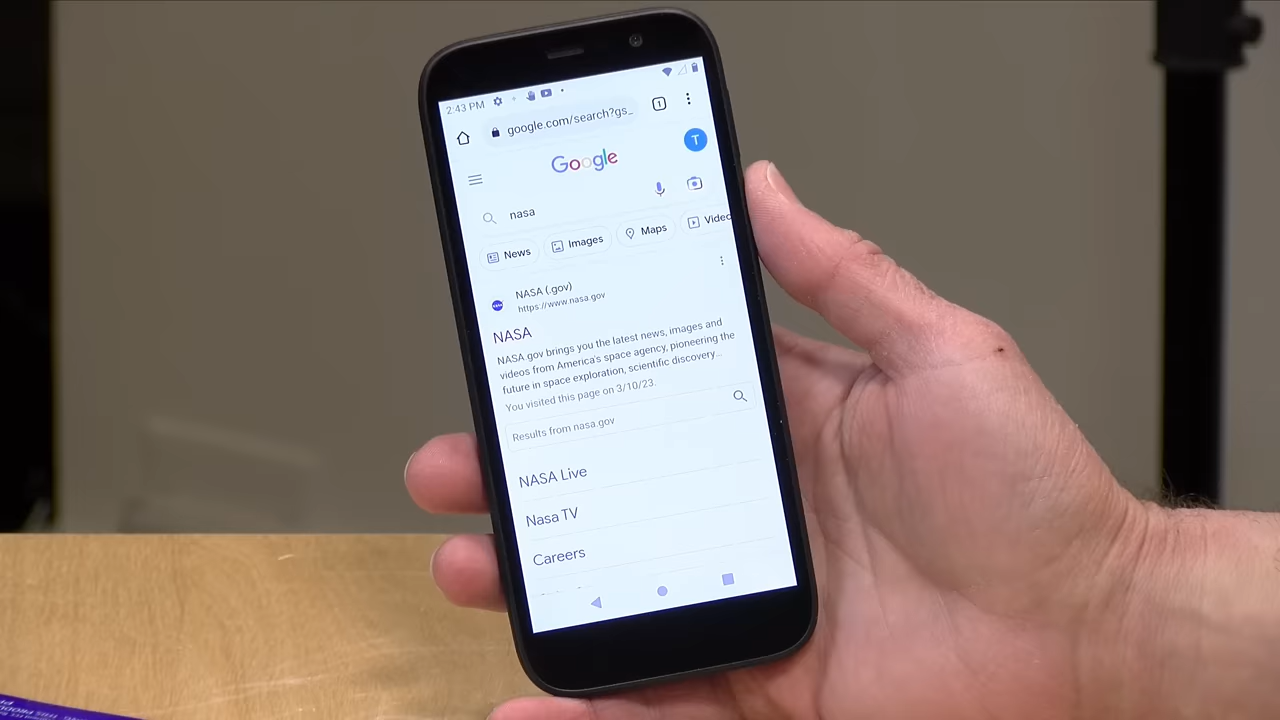 2:43 PM
google.com/search?gs_
1
Google
T
nasa
News
Images
Maps
Videc
NASA (.gov)
https://www.nasa.gov
NASA
NASA.gov brings you the latest news, images and
videos from America's space agency, pioneering the
future in space exploration, scientific discovery...
You visited this page on 3/10/23.
Results from nasa.gov
NASA Live
Nasa TV
Careers